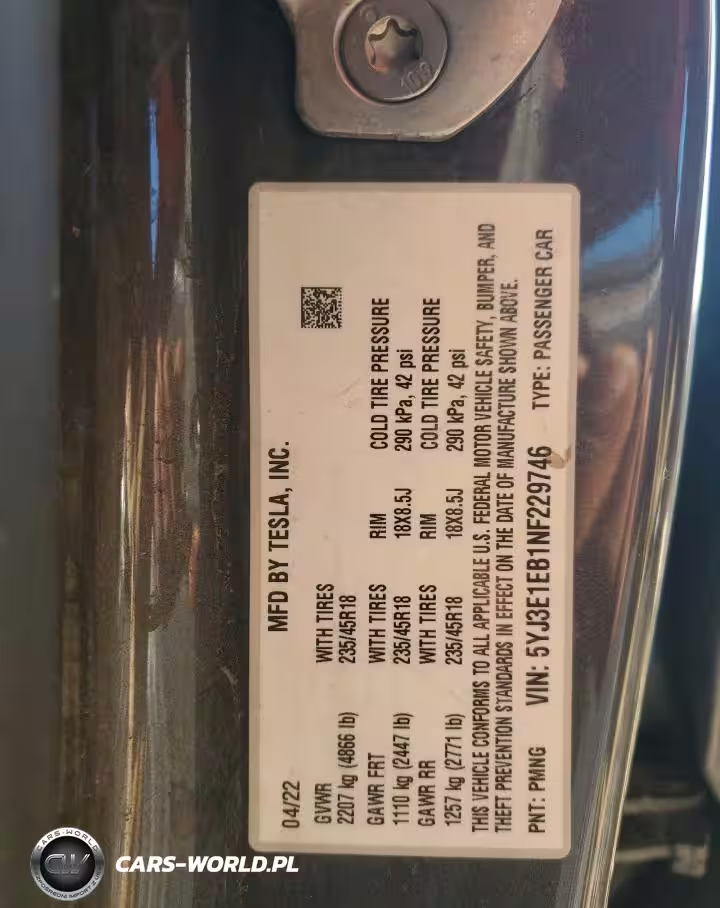 MFD BY TESLA, INC.
04/22
GVWR WITH TIRES
2207 kg (4866 lb) 235/45R18
GAWR FRT WITH TIRES RIM COLD TIRE PRESSURE
1110 kg (2447 lb) 235/45R18 18X8.5J 290 kPa, 42 psi
GAWR RR WITH TIRES RIM COLD TIRE PRESSURE
1257 kg (2771 lb) 235/45R18 18X8.5J 290 kPa, 42 psi
THIS VEHICLE CONFORMS TO ALL APPLICABLE U.S. FEDERAL MOTOR VEHICLE SAFETY, BUMPER, AND
THEFT PREVENTION STANDARDS IN EFFECT ON THE DATE OF MANUFACTURE SHOWN ABOVE.
PNT: PMNG VIN: 5YJ3E1EB1NF229746 TYPE: PASSENGER CAR
CARS-WORLD
CW
CARS-WORLD.PL